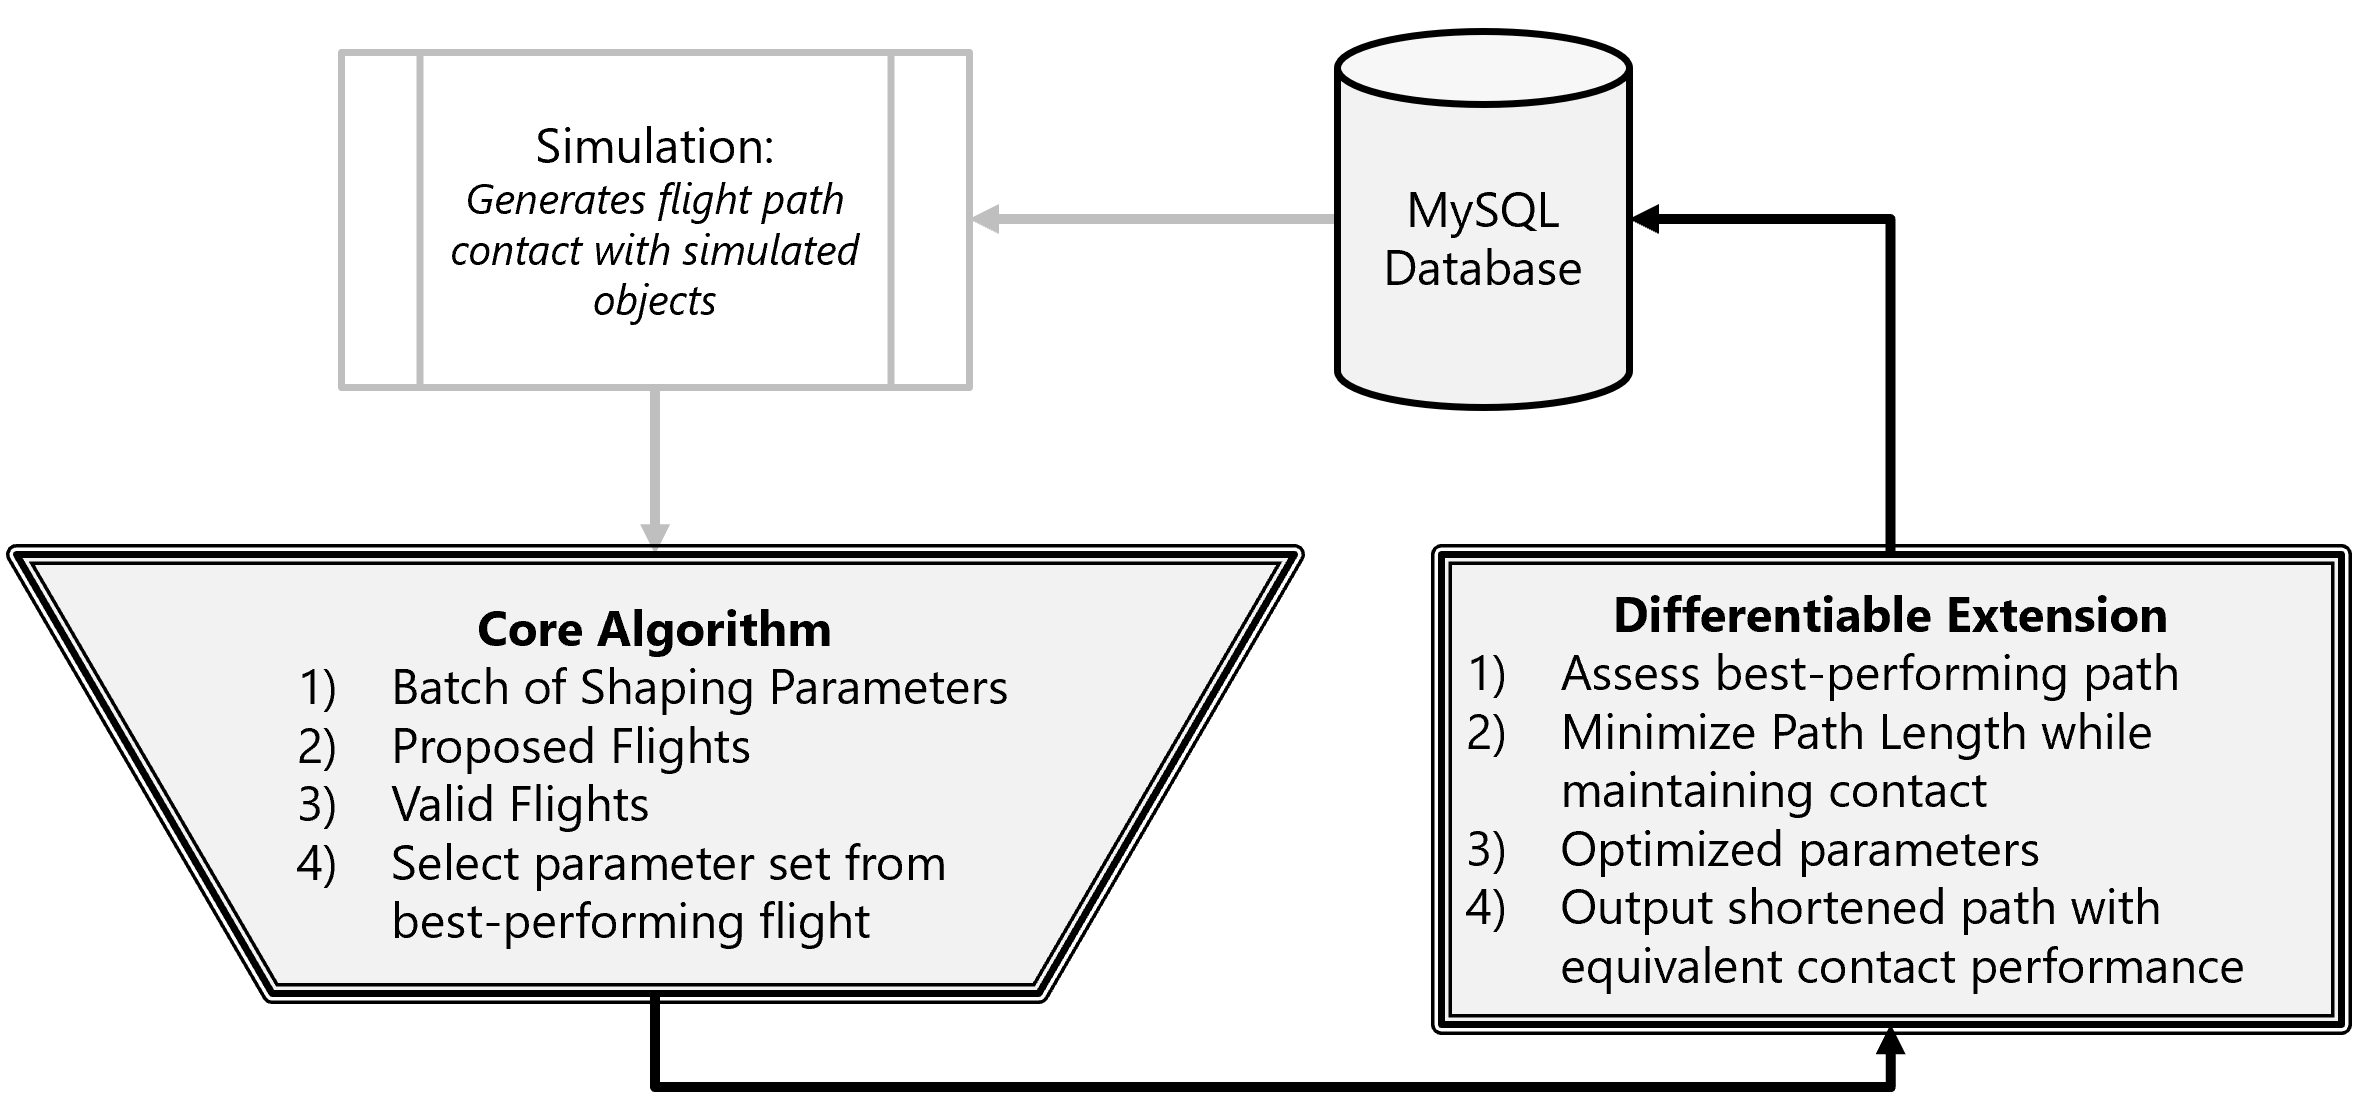 Simulation:
Generates flight path
contact with simulated
objects
MySQL
Database
Core Algorithm
1) Batch of Shaping Parameters
2) Proposed Flights
3) Valid Flights
4) Select parameter set from
best-performing flight
Differentiable Extension
1) Assess best-performing path
2) Minimize Path Length while
maintaining contact
3) Optimized parameters
4) Output shortened path with
equivalent contact performance